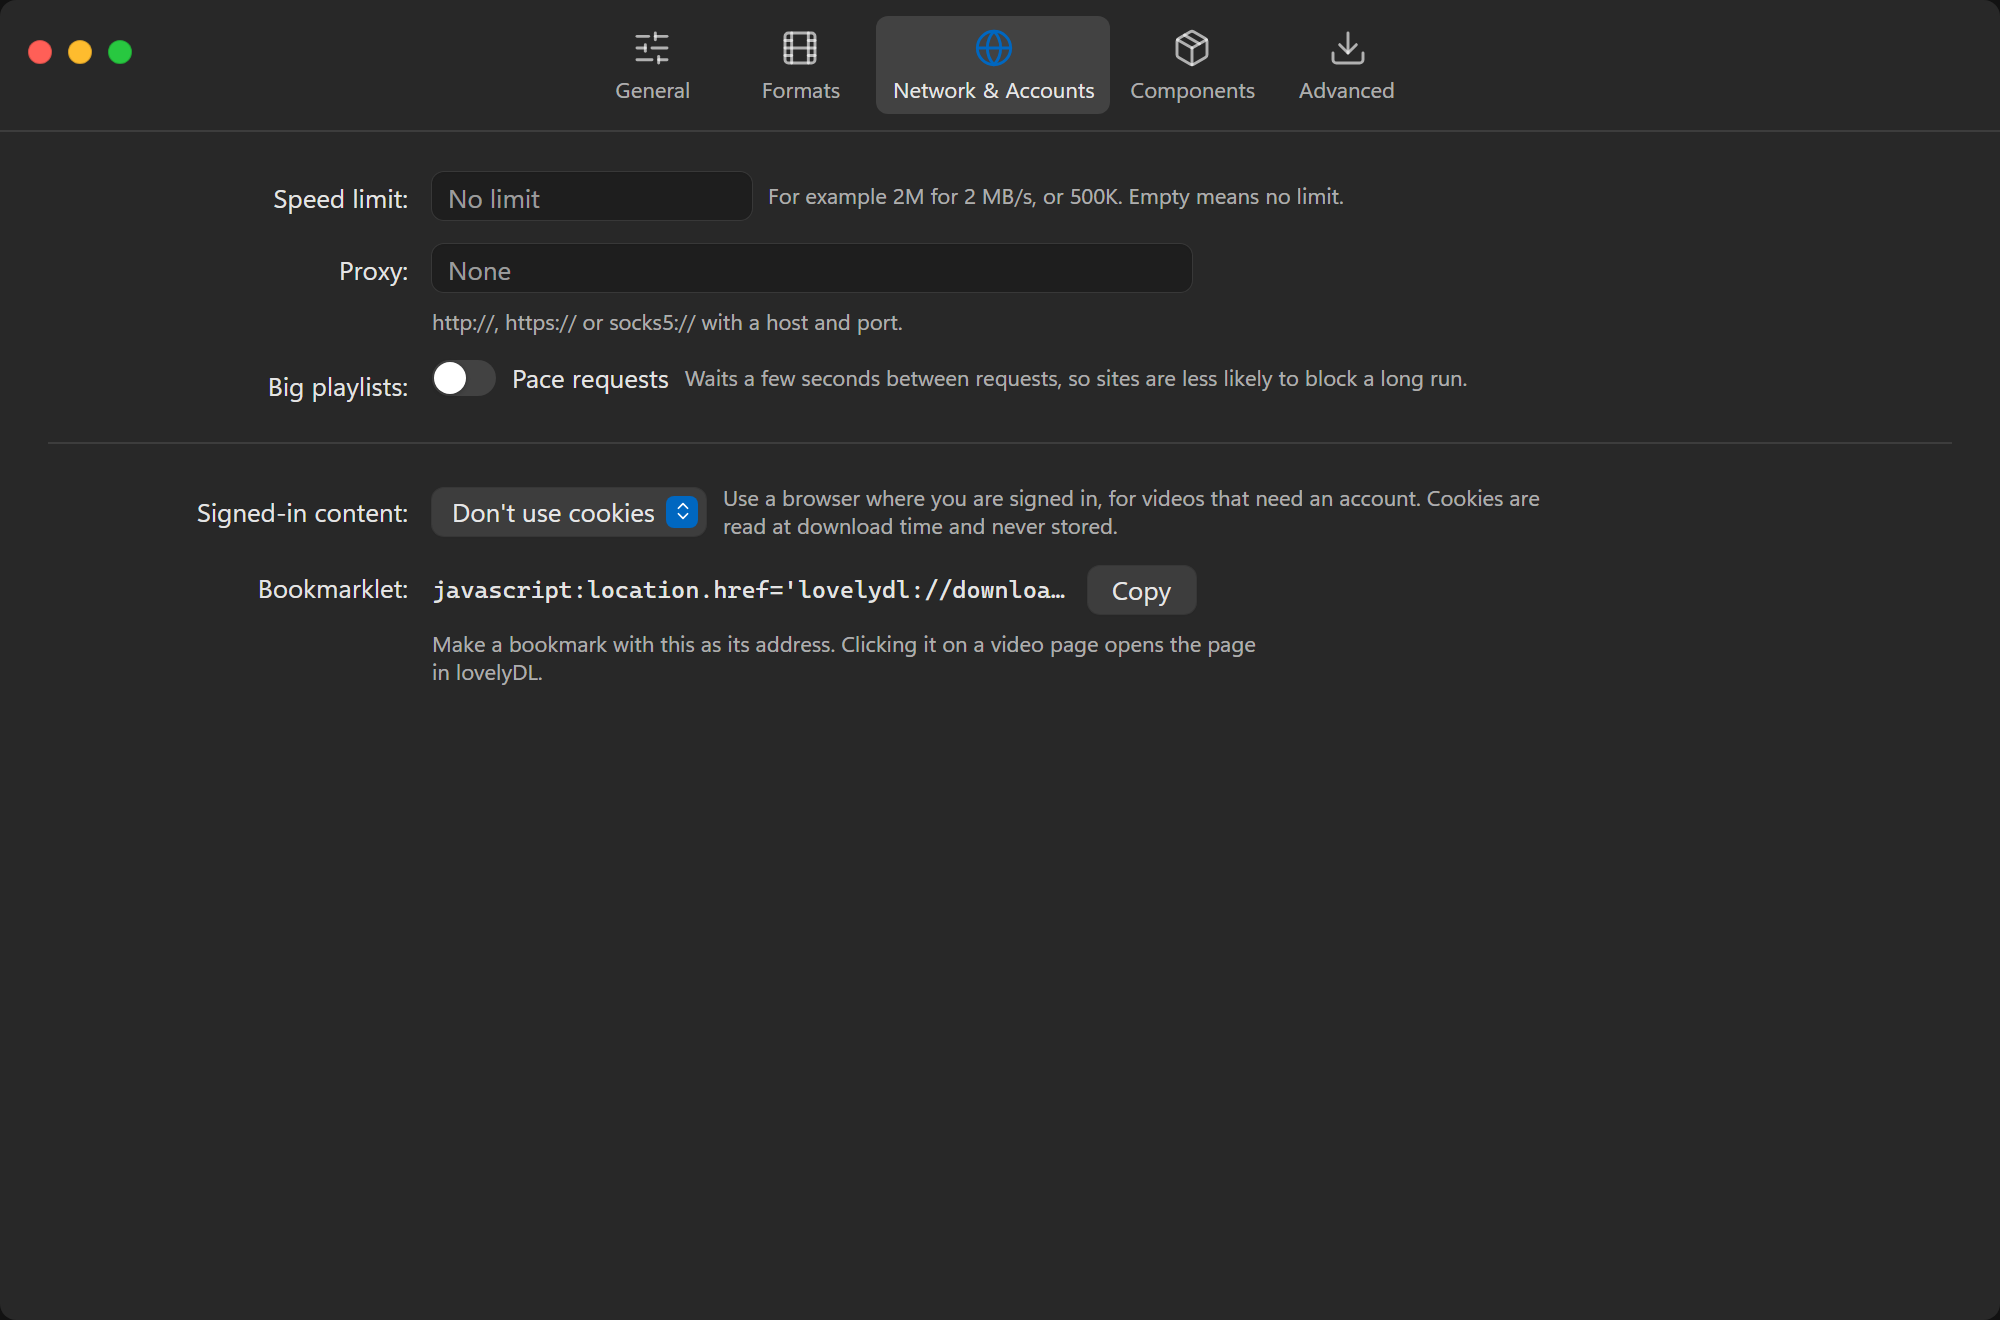 General
Formats
Network & Accounts
Components
Advanced
Speed limit:
No limit
For example 2M for 2 MB/s, or 500K. Empty means no limit.
Proxy:
None
http://, https:// or socks5:// with a host and port.
Big playlists:
Pace requests
Waits a few seconds between requests, so sites are less likely to block a long run.
Signed-in content:
Don't use cookies
Use a browser where you are signed in, for videos that need an account. Cookies are
read at download time and never stored.
Bookmarklet:
javascript:location.href='lovelydl://downloa…
Copy
Make a bookmark with this as its address. Clicking it on a video page opens the page
in lovelyDL.